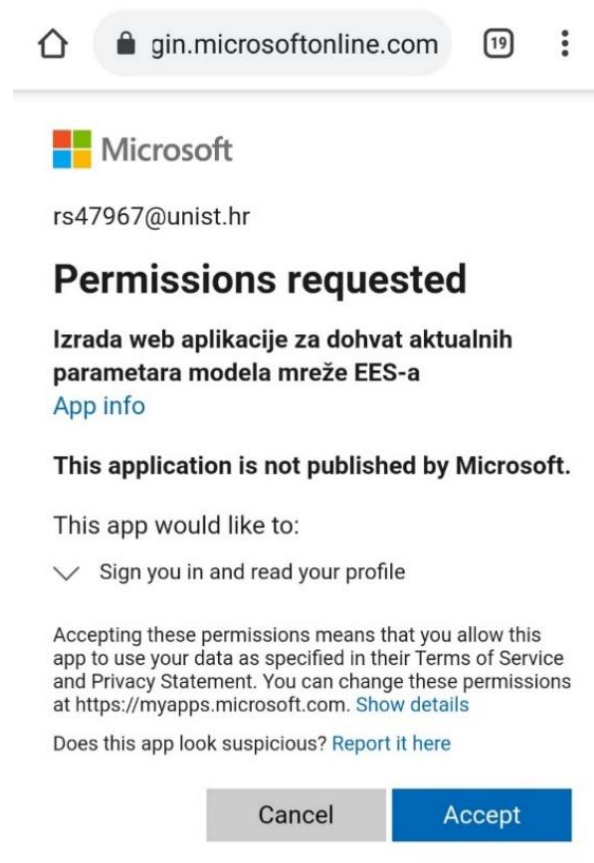 gin.microsoftonline.com
19
Microsoft
rs47967@unist.hr
Permissions requested
Izrada web aplikacije za dohvat aktualnih
parametara modela mreže EES-a
App info
This application is not published by Microsoft.
This app would like to:
Sign you in and read your profile
Accepting these permissions means that you allow this
app to use your data as specified in their Terms of Service
and Privacy Statement. You can change these permissions
at https://myapps.microsoft.com. Show details
Does this app look suspicious? Report it here
Cancel
Accept